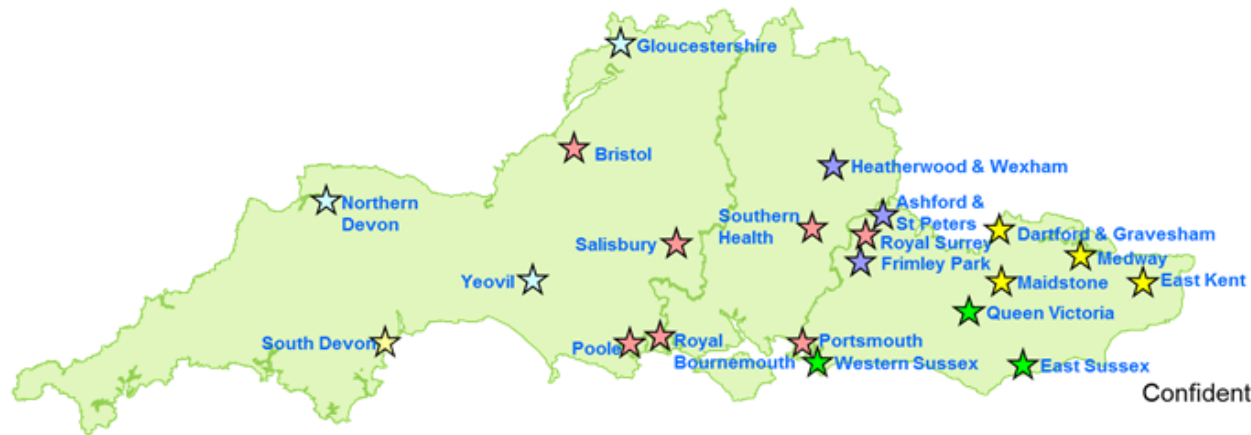 Gloucestershire
Bristol
Heatherwood & Wexham
Northern
Devon
Ashford &
St Peters
Southern
Health
Royal Surrey
Dartford & Gravesham
Salisbury
Frimley Park
Medway
Yeovil
Maidstone
East Kent
Queen Victoria
South Devon
Poole
Royal
Bournemouth
Portsmouth
Western Sussex
East Sussex
Confident